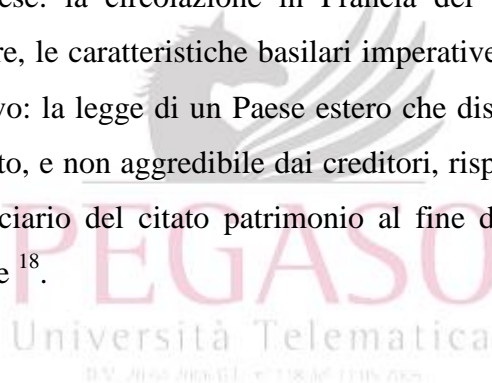 ese: la circolazione in Francia del
re, le caratteristiche basilari imperative
vo: la legge di un Paese estero che dis
to, e non aggredibile dai creditori, risp
ciario del citato patrimonio al fine d
e 18.
PEGASO
Università Telematica